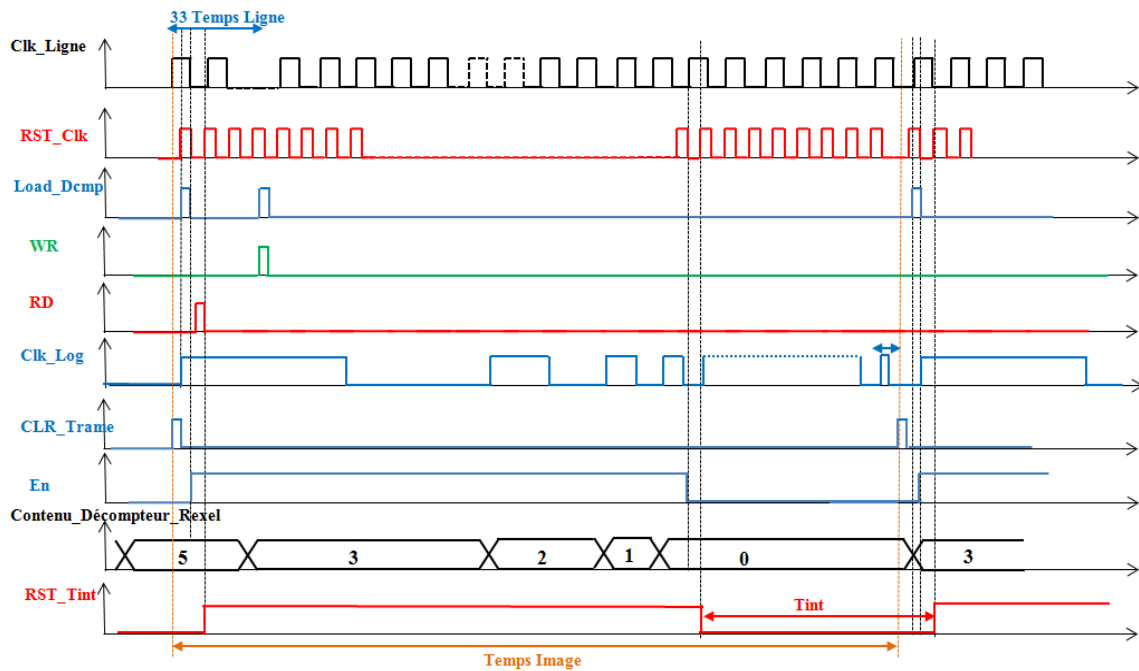 33 Temps Ligne
Clk_Ligne
RST_Clk
Load_Dcmp
WR
RD
Clk_Log
CLR_Trame
En
Contenu_Décompteur_Rexel
5 3 2 1 0 3
RST_Tint
Tint
Temps Image